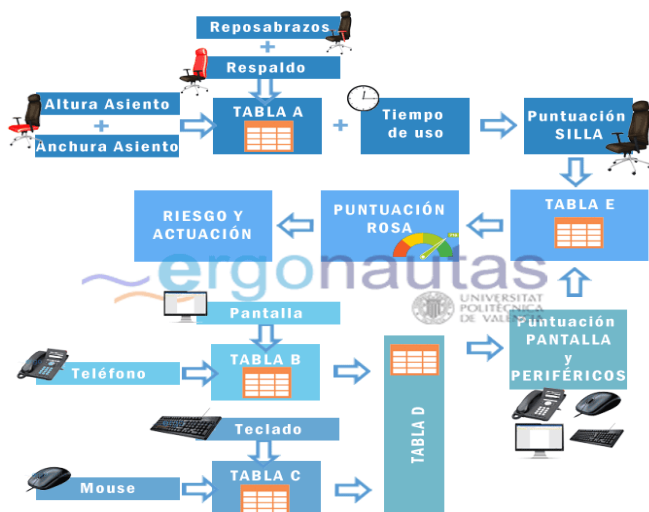 Reposabrazos
+
Respaldo
Altura Asiento
+
Anchura Asiento
TABLA A
+
Tiempo
de uso
Puntuación
SILLA
RIESGO Y
ACTUACIÓN
PUNTUACIÓN
ROSA
TABLA E
ergonautas
UNIVERSITAT
POLITÈCNICA
DE VALÈNCIA
Pantalla
Teléfono
TABLA B
TABLA D
Puntuación
PANTALLA
y
PERIFÉRICOS
Teclado
Mouse
TABLA C